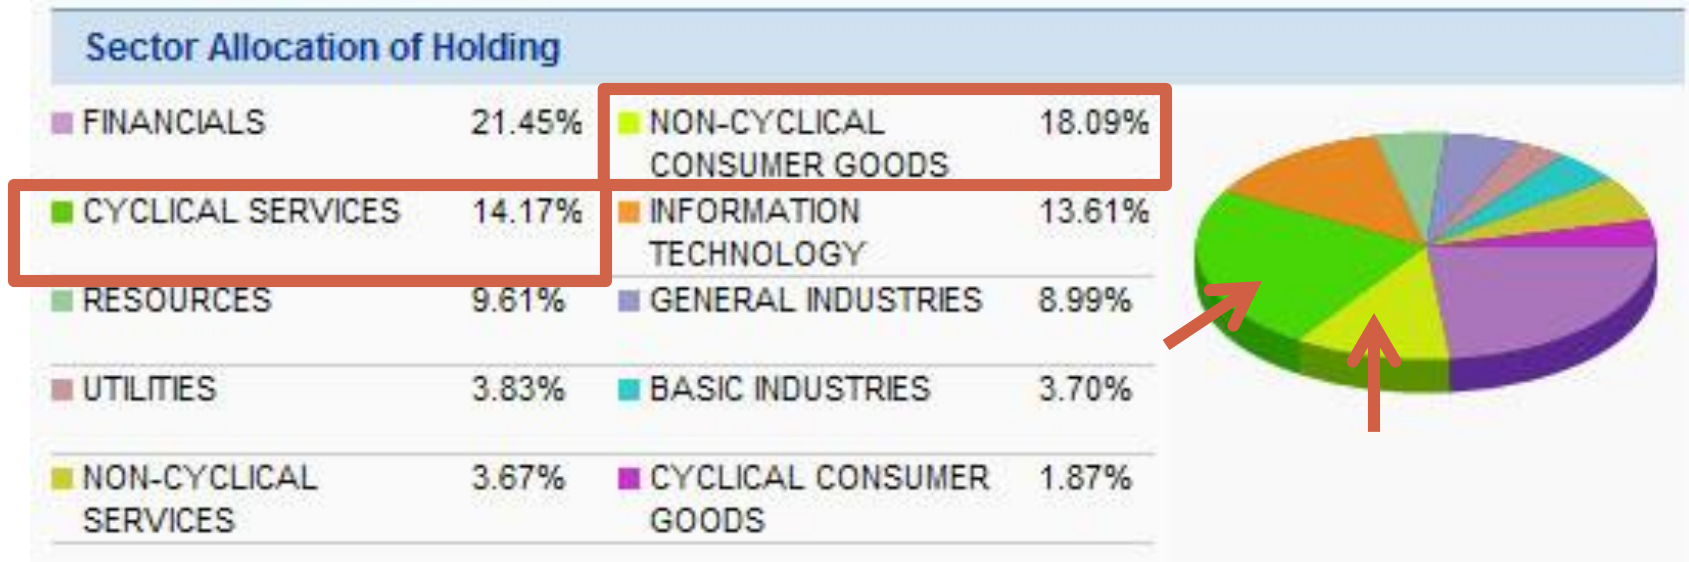 Sector Allocation of Holding
FINANCIALS 21.45% NON-CYCLICAL 18.09%
CONSUMER GOODS
CYCLICAL SERVICES 14.17% INFORMATION 13.61%
TECHNOLOGY
RESOURCES 9.61% GENERAL INDUSTRIES 8.99%
UTILITIES 3.83% BASIC INDUSTRIES 3.70%
NON-CYCLICAL 3.67% CYCLICAL CONSUMER 1.87%
SERVICES GOODS